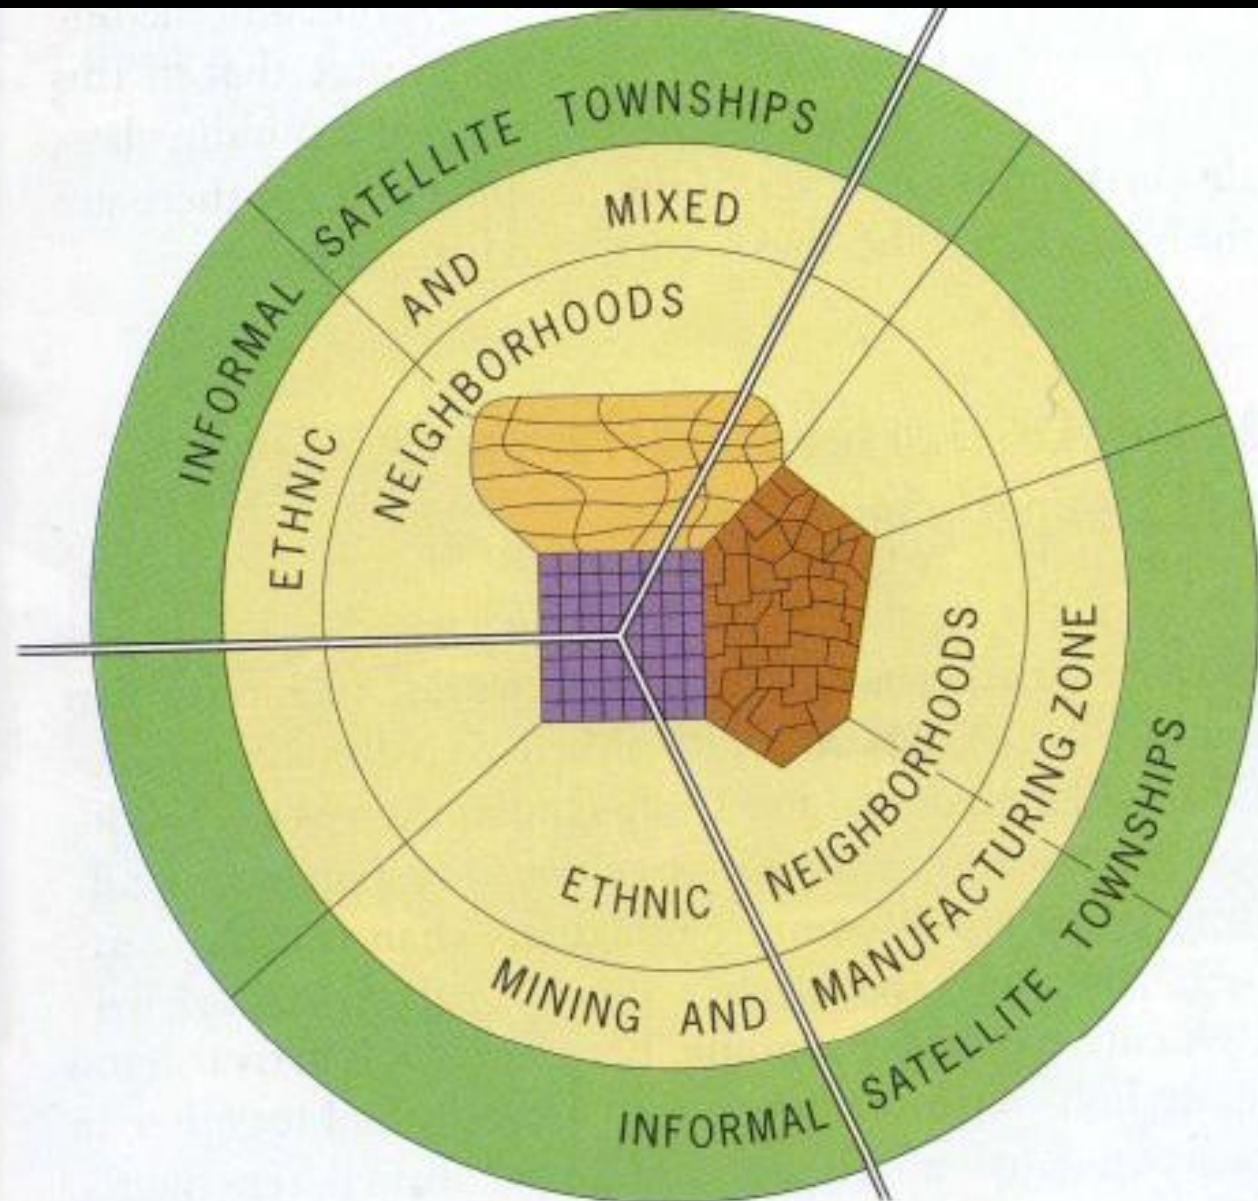 INFORMAL SATELLITE TOWNSHIPS
ETHNIC AND MIXED
NEIGHBORHOODS
ETHNIC NEIGHBORHOODS
MINING AND MANUFACTURING ZONE
INFORMAL SATELLITE TOWNSHIPS